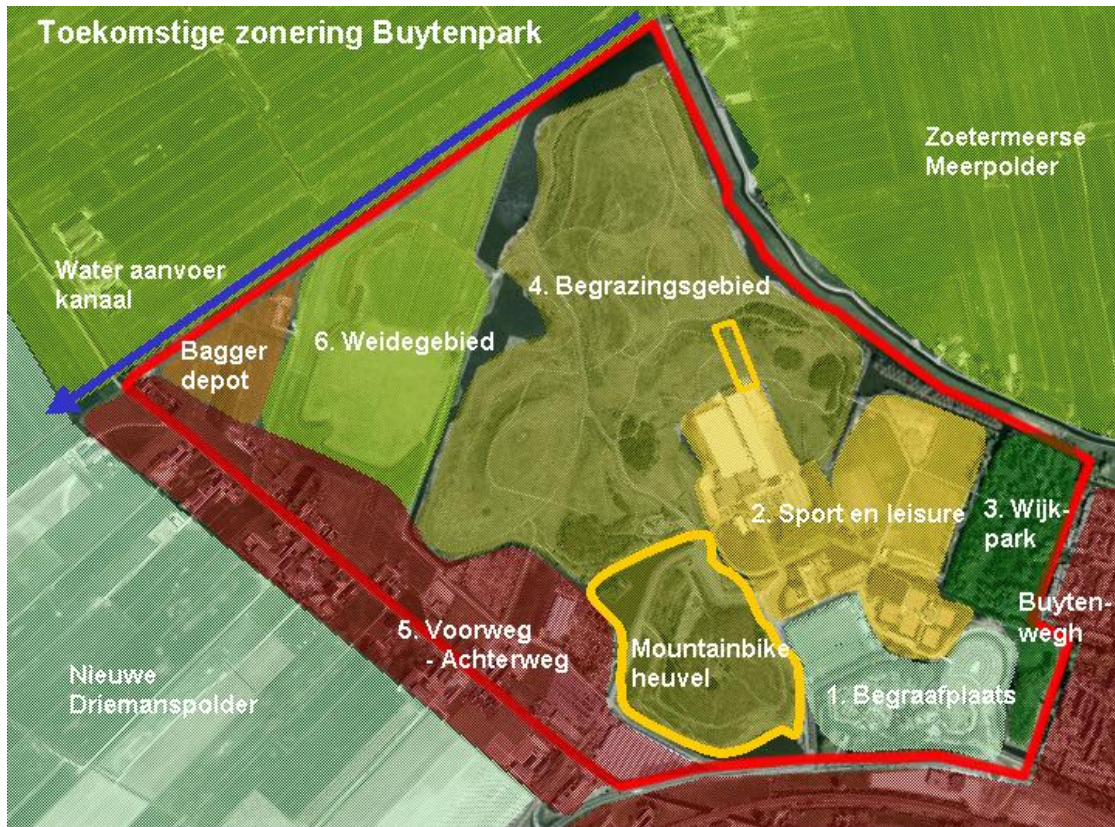 Toekomstige zonering Buytenpark
Zoetermeerse
Meerpolder
Water aanvoer
kanaal
4. Begrazingsgebied
6. Weidegebied
Bagger
depot
2. Sport en leisure
3. Wijk-
park
Buyten-
wegh
5. Voorweg
- Achterweg
Mountainbike
heuvel
Nieuwe
Driemanspolder
1. Begraafplaats